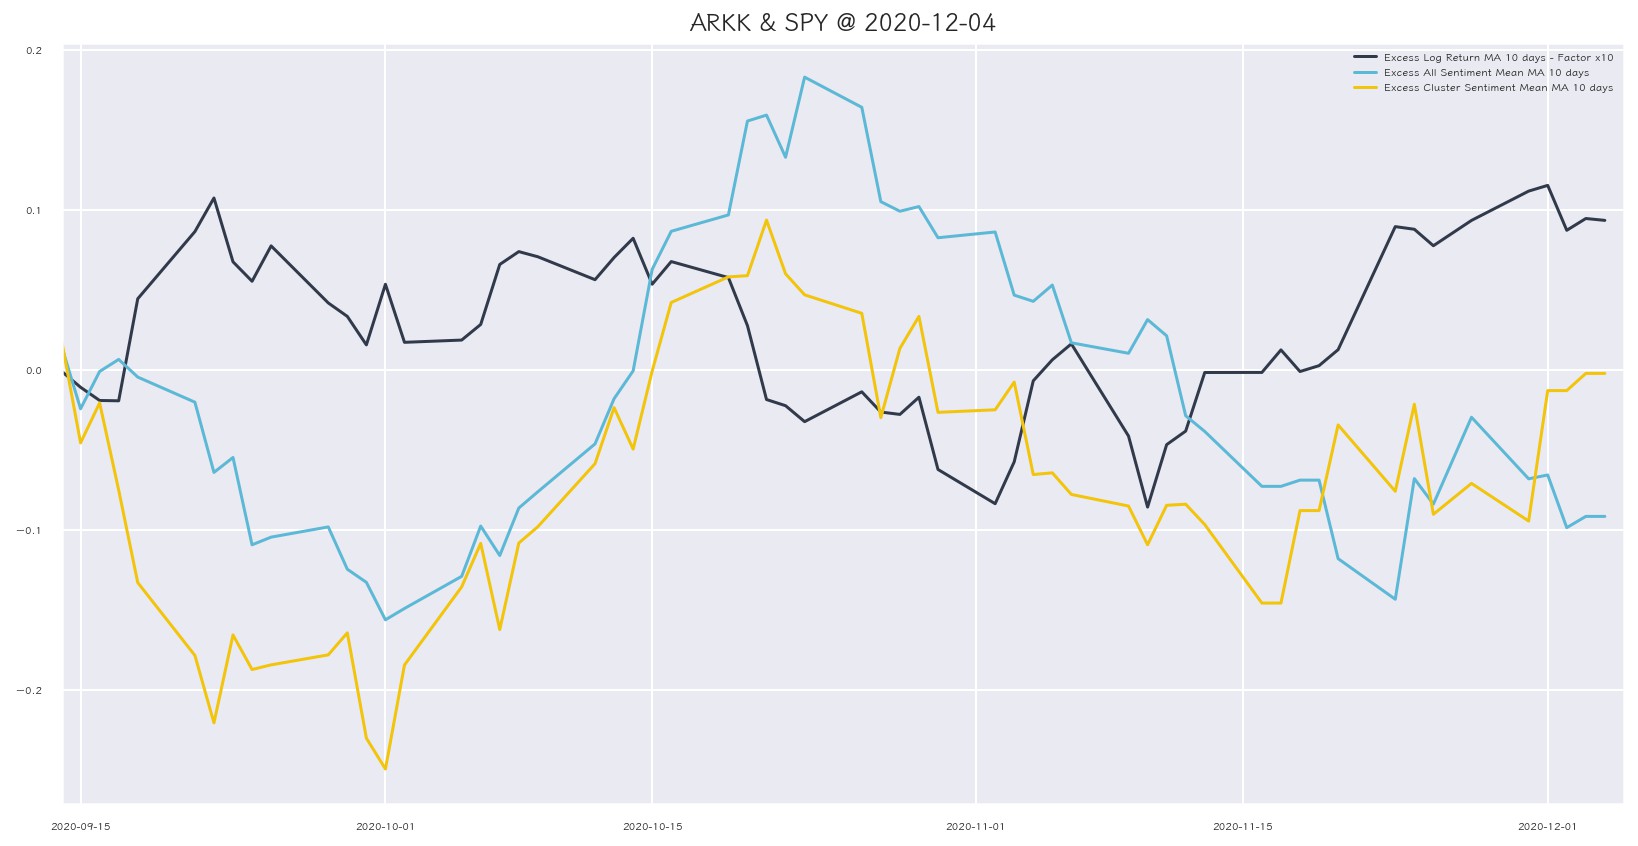 ARKK & SPY @ 2020-12-04
Excess Log Return MA 10 days - Factor x10
Excess All Sentiment Mean MA 10 days
Excess Cluster Sentiment Mean MA 10 days
0.2
0.1
0.0
−0.1
−0.2
2020-09-15 2020-10-01 2020-10-15 2020-11-01 2020-11-15 2020-12-01